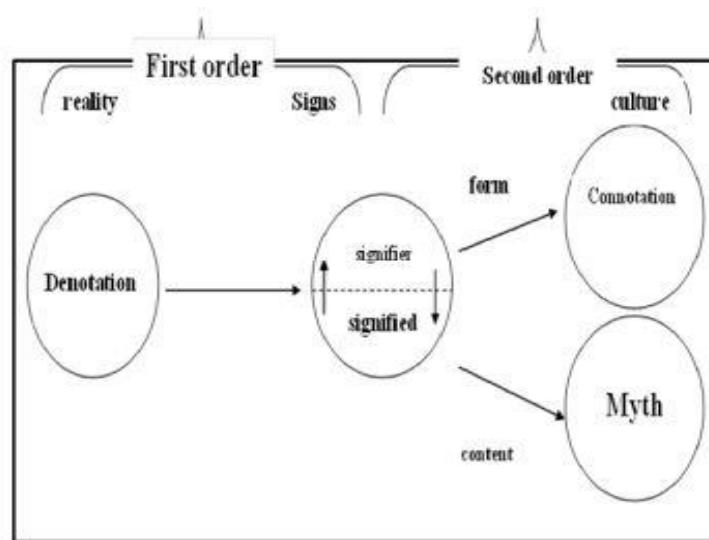 First order
Second order
reality
Signs
culture
form
Connotation
signifier
Denotation
signified
Myth
content